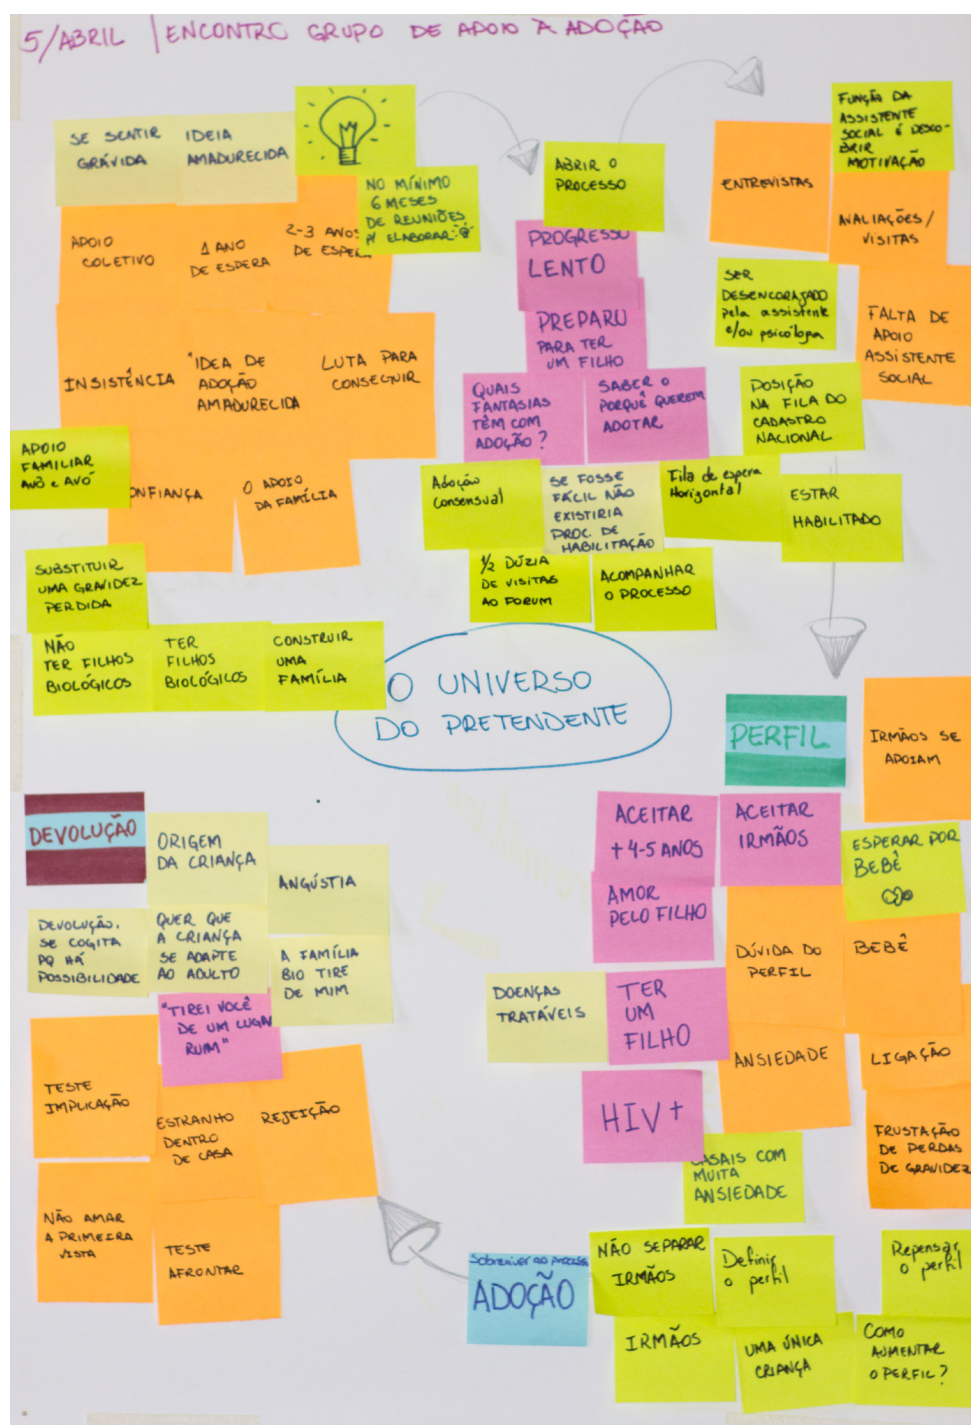 5/ABRIL | ENCONTRO GRUPO DE APOIO À ADOÇÃO
SE SENTIR
GRÁVIDA
IDEIA
AMADURECIDA
NO MÍNIMO
6 MESES
DE REUNIÕES
P/ ELABORAR
APOIO
COLETIVO
1 ANO
DE ESPERA
2-3 ANOS
DE ESPERA
INSISTÊNCIA
"IDEA DE
ADOÇÃO
AMADURECIDA
LUTA PARA
CONSEGUIR
APOIO
FAMILIAR
AVÔ e AVÓ
ONFIANÇA
O APOIO
DA FAMÍLIA
SUBSTITUIR
UMA GRAVIDEZ
PERDIDA
NÃO
TER FILHOS
BIOLÓGICOS
TER
FILHOS
BIOLÓGICOS
CONSTRUIR
UMA
FAMÍLIA
ABRIR O
PROCESSO
PROGRESSO
LENTO
PREPARO
PARA TER
UM FILHO
QUAIS
FANTASIAS
TÊM COM
ADOÇÃO?
SABER O
PORQUÊ QUEREM
ADOTAR
Adoção
Consensual
SE FOSSE
FÁCIL NÃO
EXISTIRIA
PROC. DE
HABILITAÇÃO
Fila de espera
Horizontal
1/2 DÚZIA
DE VISITAS
AO FORUM
ACOMPANHAR
O PROCESSO
FUNÇÃO DA
ASSISTENTE
SOCIAL É DESCO-
BRIR
MOTIVAÇÃO
ENTREVISTAS
AVALIAÇÕES/
VISITAS
SER
DESENCORAJADO
pela assistente
e/ou psicóloga
FALTA DE
APOIO
ASSISTENTE
SOCIAL
POSIÇÃO
NA FILA DO
CADASTRO
NACIONAL
ESTAR
HABILITADO
O UNIVERSO
DO PRETENDENTE
PERFIL
IRMÃOS SE
APOIAM
ACEITAR
+ 4-5 ANOS
ACEITAR
IRMÃOS
ESPERAR POR
BEBÊ
AMOR
PELO FILHO
DÚVIDA DO
PERFIL
BEBÊ
DOENÇAS
TRATÁVEIS
TER
UM
FILHO
ANSIEDADE
LIGAÇÃO
HIV+
FRUSTAÇÃO
DE PERDAS
DE GRAVIDEZ
CASAIS COM
MUITA
ANSIEDADE
NÃO SEPARAR
IRMÃOS
Definir
o perfil
Repensar
o perfil
IRMÃOS
UMA ÚNICA
CRIANÇA
COMO
AUMENTAR
O PERFIL?
Sobreviver ao processo
ADOÇÃO
DEVOLUÇÃO
ORIGEM
DA CRIANÇA
ANGÚSTIA
DEVOLUÇÃO,
SE COGITA
PQ HÁ
POSSIBILIDADE
QUER QUE
A CRIANÇA
SE ADAPTE
AO ADULTO
A FAMÍLIA
BIO TIRE
DE MIM
"TIREI VOCÊ
DE UM LUGAR
RUIM"
TESTE
IMPLICAÇÃO
ESTRANHO
DENTRO
DE CASA
REJEIÇÃO
NÃO AMAR
A PRIMEIRA
VISTA
TESTE
AFRONTAR